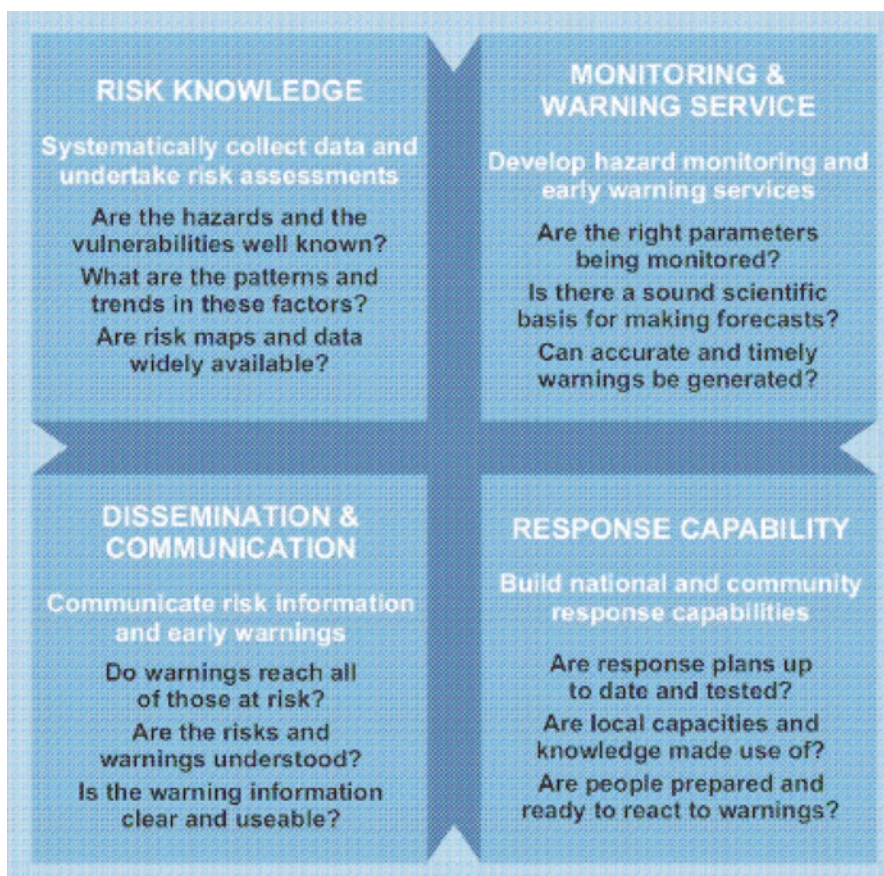 RISK KNOWLEDGE
Systematically collect data and
undertake risk assessments
Are the hazards and the
vulnerabilities well known?
What are the patterns and
trends in these factors?
Are risk maps and data
widely available?
MONITORING &
WARNING SERVICE
Develop hazard monitoring and
early warning services
Are the right parameters
being monitored?
Is there a sound scientific
basis for making forecasts?
Can accurate and timely
warnings be generated?
DISSEMINATION &
COMMUNICATION
Communicate risk information
and early warnings
Do warnings reach all
of those at risk?
Are the risks and
warnings understood?
Is the warning information
clear and useable?
RESPONSE CAPABILITY
Build national and community
response capabilities
Are response plans up
to date and tested?
Are local capacities and
knowledge made use of?
Are people prepared and
ready to react to warnings?